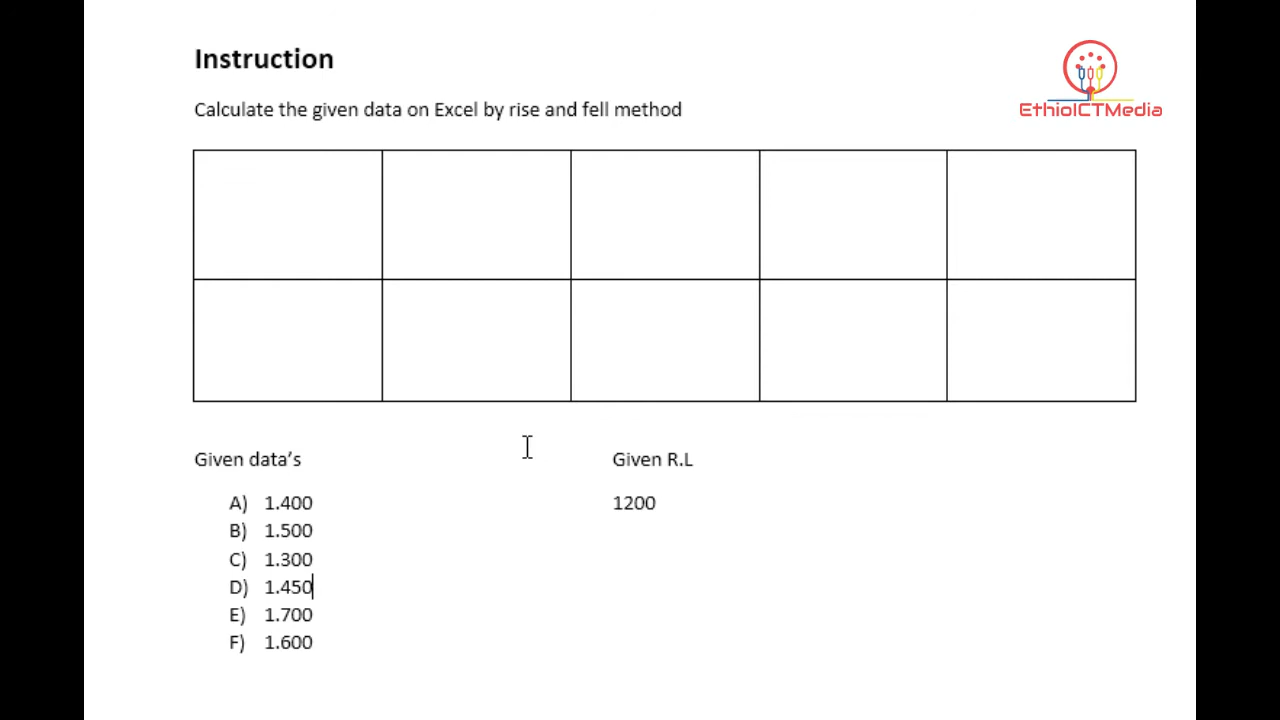 Instruction
EthioICTMedia
Calculate the given data on Excel by rise and fell method
Given data's
Given R.L
A) 1.400
1200
B) 1.500
C) 1.300
D) 1.450
E) 1.700
F) 1.600